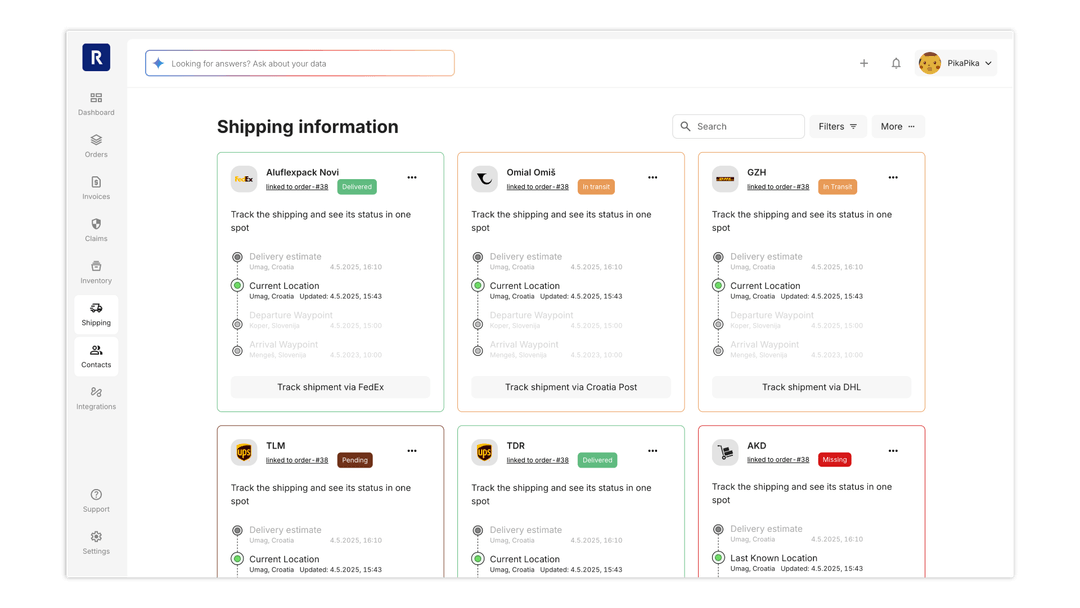 R
Looking for answers? Ask about your data
PikaPika
Dashboard
Orders
Invoices
Claims
Inventory
Shipping
Contacts
Integrations
Support
Settings
Shipping information
Search
Filters
More
FedEx
Aluflexpack Novi
linked to order-#38
Delivered
Track the shipping and see its status in one
spot
Delivery estimate
Umag, Croatia 4.5.2025, 16:10
Current Location
Umag, Croatia Updated: 4.5.2025, 15:43
Departure Waypoint
Koper, Slovenija 4.5.2025, 15:00
Arrival Waypoint
Mengeš, Slovenija 4.5.2023, 10:00
Track shipment via FedEx
Omial Omiš
linked to order-#38
In transit
Track the shipping and see its status in one
spot
Delivery estimate
Umag, Croatia 4.5.2025, 16:10
Current Location
Umag, Croatia Updated: 4.5.2025, 15:43
Departure Waypoint
Koper, Slovenija 4.5.2025, 15:00
Arrival Waypoint
Mengeš, Slovenija 4.5.2023, 10:00
Track shipment via Croatia Post
GZH
linked to order-#38
In Transit
Track the shipping and see its status in one
spot
Delivery estimate
Umag, Croatia 4.5.2025, 16:10
Current Location
Umag, Croatia Updated: 4.5.2025, 15:43
Departure Waypoint
Koper, Slovenija 4.5.2025, 15:00
Arrival Waypoint
Mengeš, Slovenija 4.5.2023, 10:00
Track shipment via DHL
ups
TLM
linked to order-#38
Pending
Track the shipping and see its status in one
spot
Delivery estimate
Umag, Croatia 4.5.2025, 16:10
Current Location
Umag, Croatia Updated: 4.5.2025, 15:43
ups
TDR
linked to order-#38
Delivered
Track the shipping and see its status in one
spot
Delivery estimate
Umag, Croatia 4.5.2025, 16:10
Current Location
Umag, Croatia Updated: 4.5.2025, 15:43
AKD
linked to order-#38
Missing
Track the shipping and see its status in one
spot
Delivery estimate
Umag, Croatia 4.5.2025, 16:10
Last Known Location
Umag, Croatia Updated: 4.5.2025, 15:43